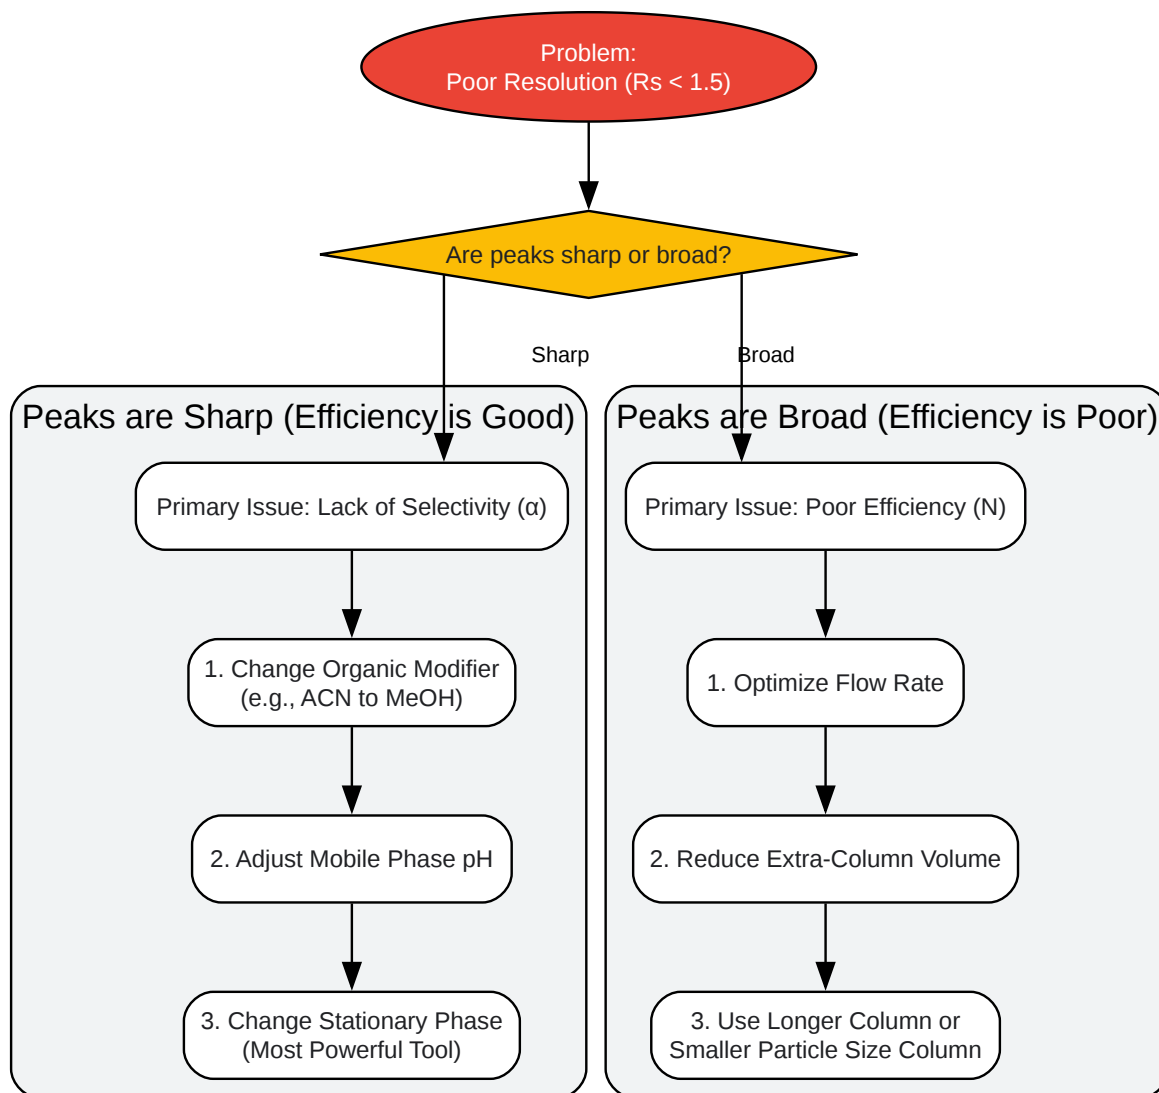 Problem:
Poor Resolution (Rs < 1.5)
Are peaks sharp or broad?
Sharp
Broad
Peaks are Sharp (Efficiency is Good)
Primary Issue: Lack of Selectivity (α)
1. Change Organic Modifier
(e.g., ACN to MeOH)
2. Adjust Mobile Phase pH
3. Change Stationary Phase
(Most Powerful Tool)
Peaks are Broad (Efficiency is Poor)
Primary Issue: Poor Efficiency (N)
1. Optimize Flow Rate
2. Reduce Extra-Column Volume
3. Use Longer Column or
Smaller Particle Size Column